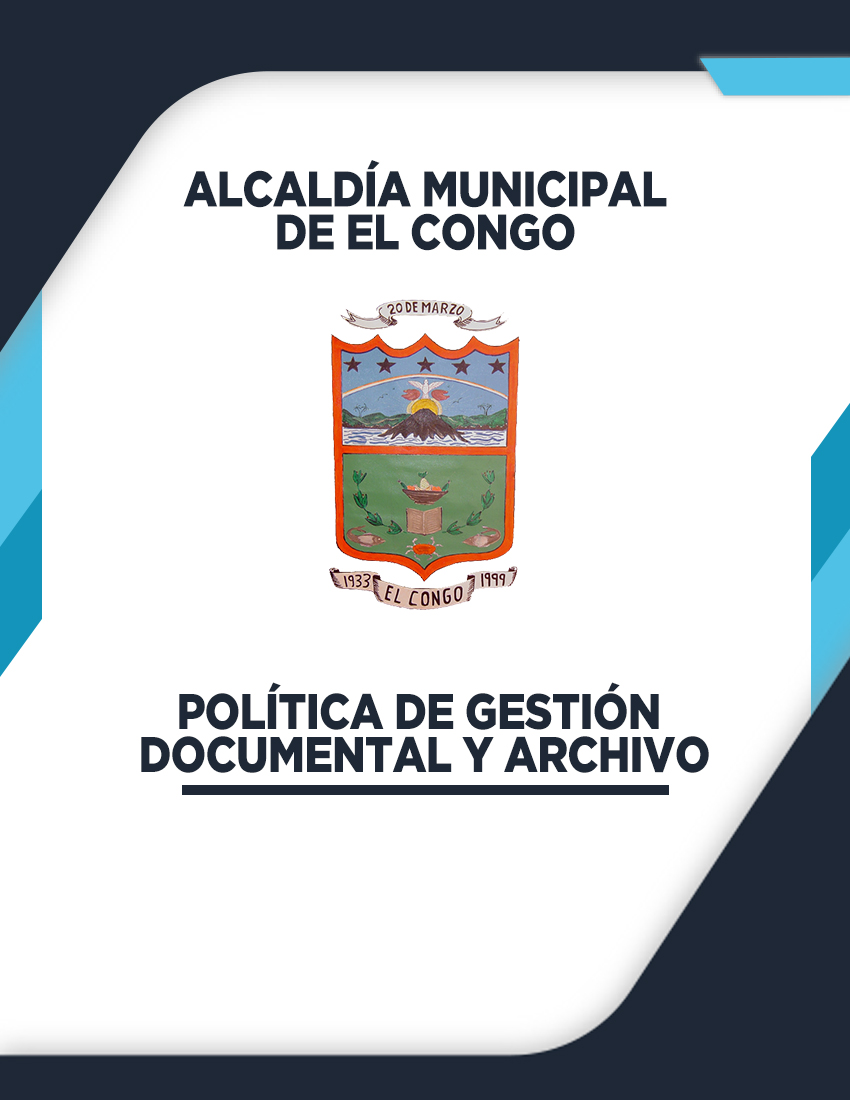 ALCALDÍA MUNICIPAL
DE EL CONGO
20 DE MARZO
1933 EL CONGO 1999
POLÍTICA DE GESTIÓN
DOCUMENTAL Y ARCHIVO